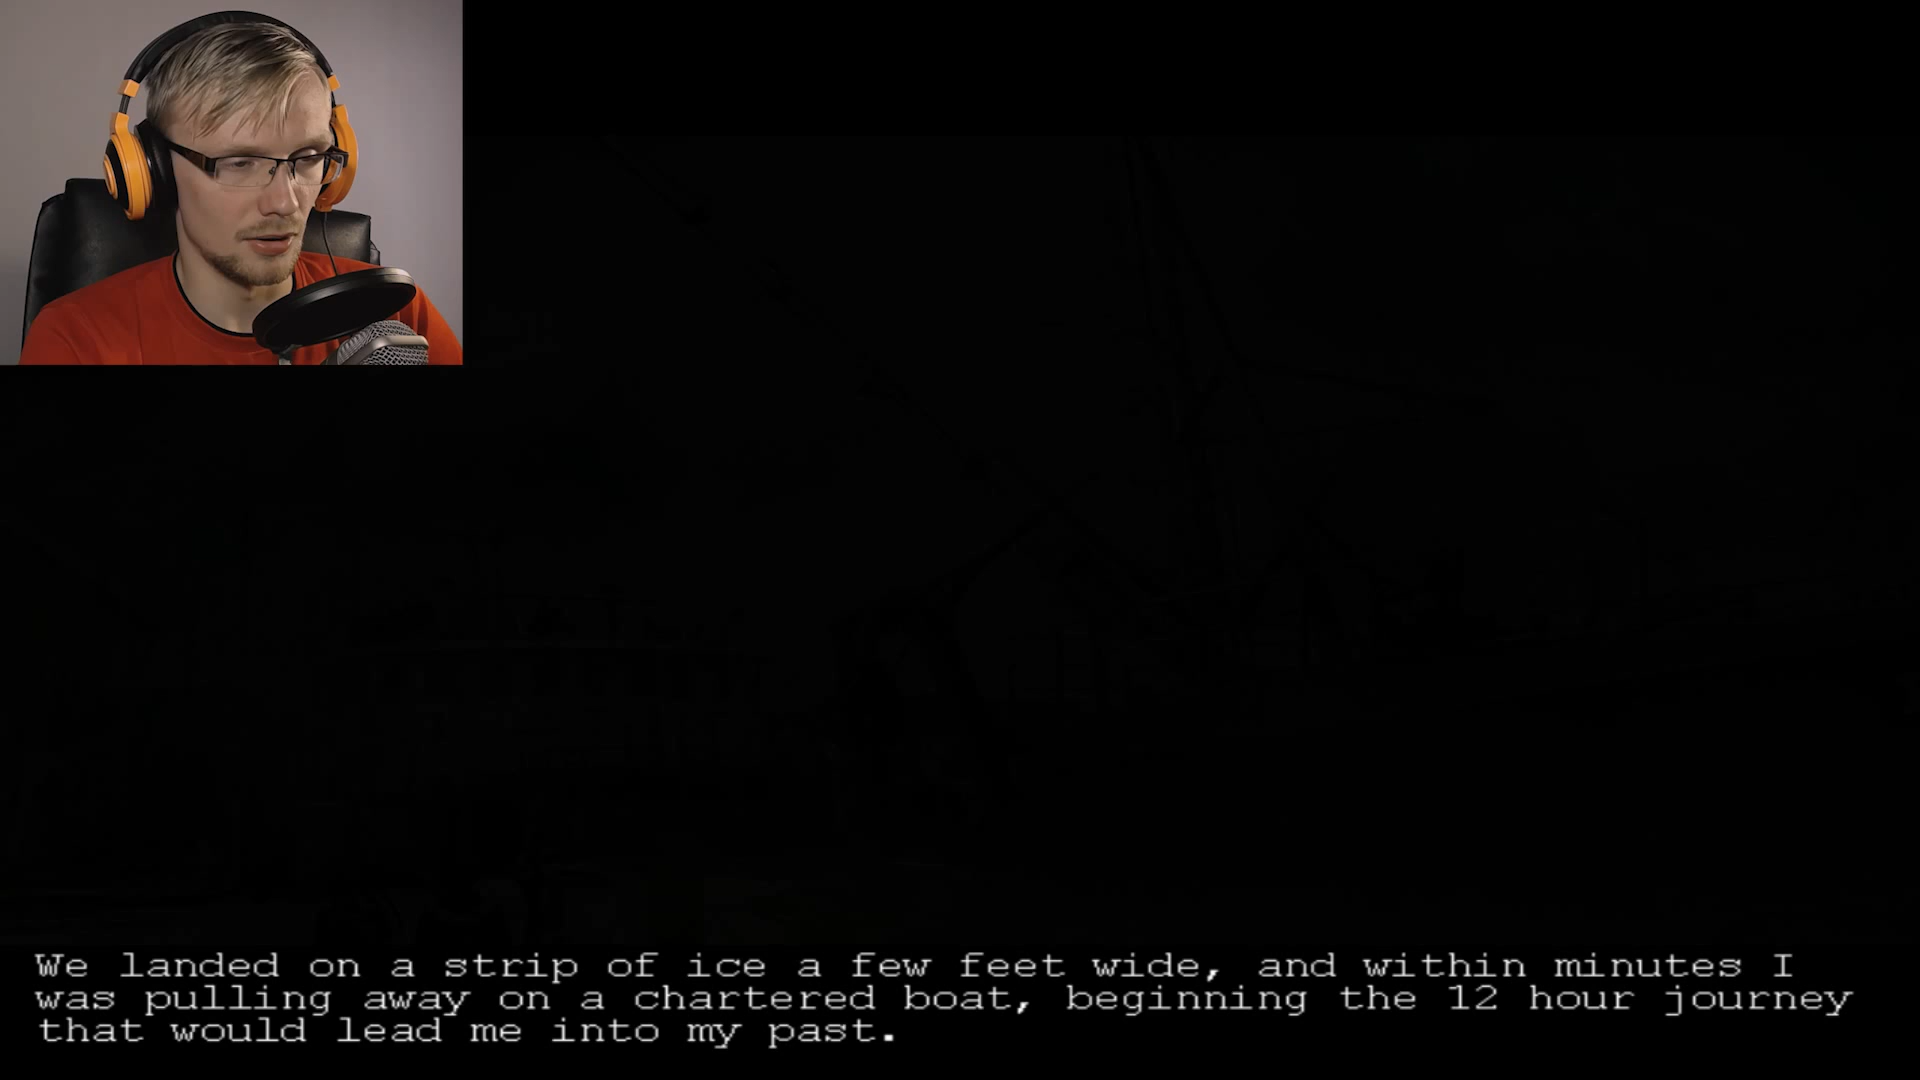 We landed on a strip of ice a few feet wide, and within minutes I
was pulling away on a chartered boat, beginning the 12 hour journey
that would lead me into my past.